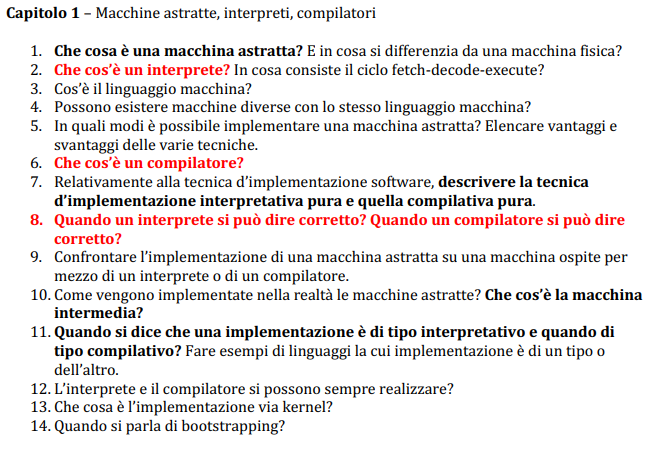 Capitolo 1 – Macchine astratte, interpreti, compilatori
1. Che cosa è una macchina astratta? E in cosa si differenzia da una macchina fisica?
2. Che cos’è un interprete? In cosa consiste il ciclo fetch-decode-execute?
3. Cos’è il linguaggio macchina?
4. Possono esistere macchine diverse con lo stesso linguaggio macchina?
5. In quali modi è possibile implementare una macchina astratta? Elencare vantaggi e
svantaggi delle varie tecniche.
6. Che cos’è un compilatore?
7. Relativamente alla tecnica d’implementazione software, descrivere la tecnica
d’implementazione interpretativa pura e quella compilativa pura.
8. Quando un interprete si può dire corretto? Quando un compilatore si può dire
corretto?
9. Confrontare l’implementazione di una macchina astratta su una macchina ospite per
mezzo di un interprete o di un compilatore.
10. Come vengono implementate nella realtà le macchine astratte? Che cos’è la macchina
intermedia?
11. Quando si dice che una implementazione è di tipo interpretativo e quando di
tipo compilativo? Fare esempi di linguaggi la cui implementazione è di un tipo o
dell’altro.
12. L’interprete e il compilatore si possono sempre realizzare?
13. Che cosa è l’implementazione via kernel?
14. Quando si parla di bootstrapping?